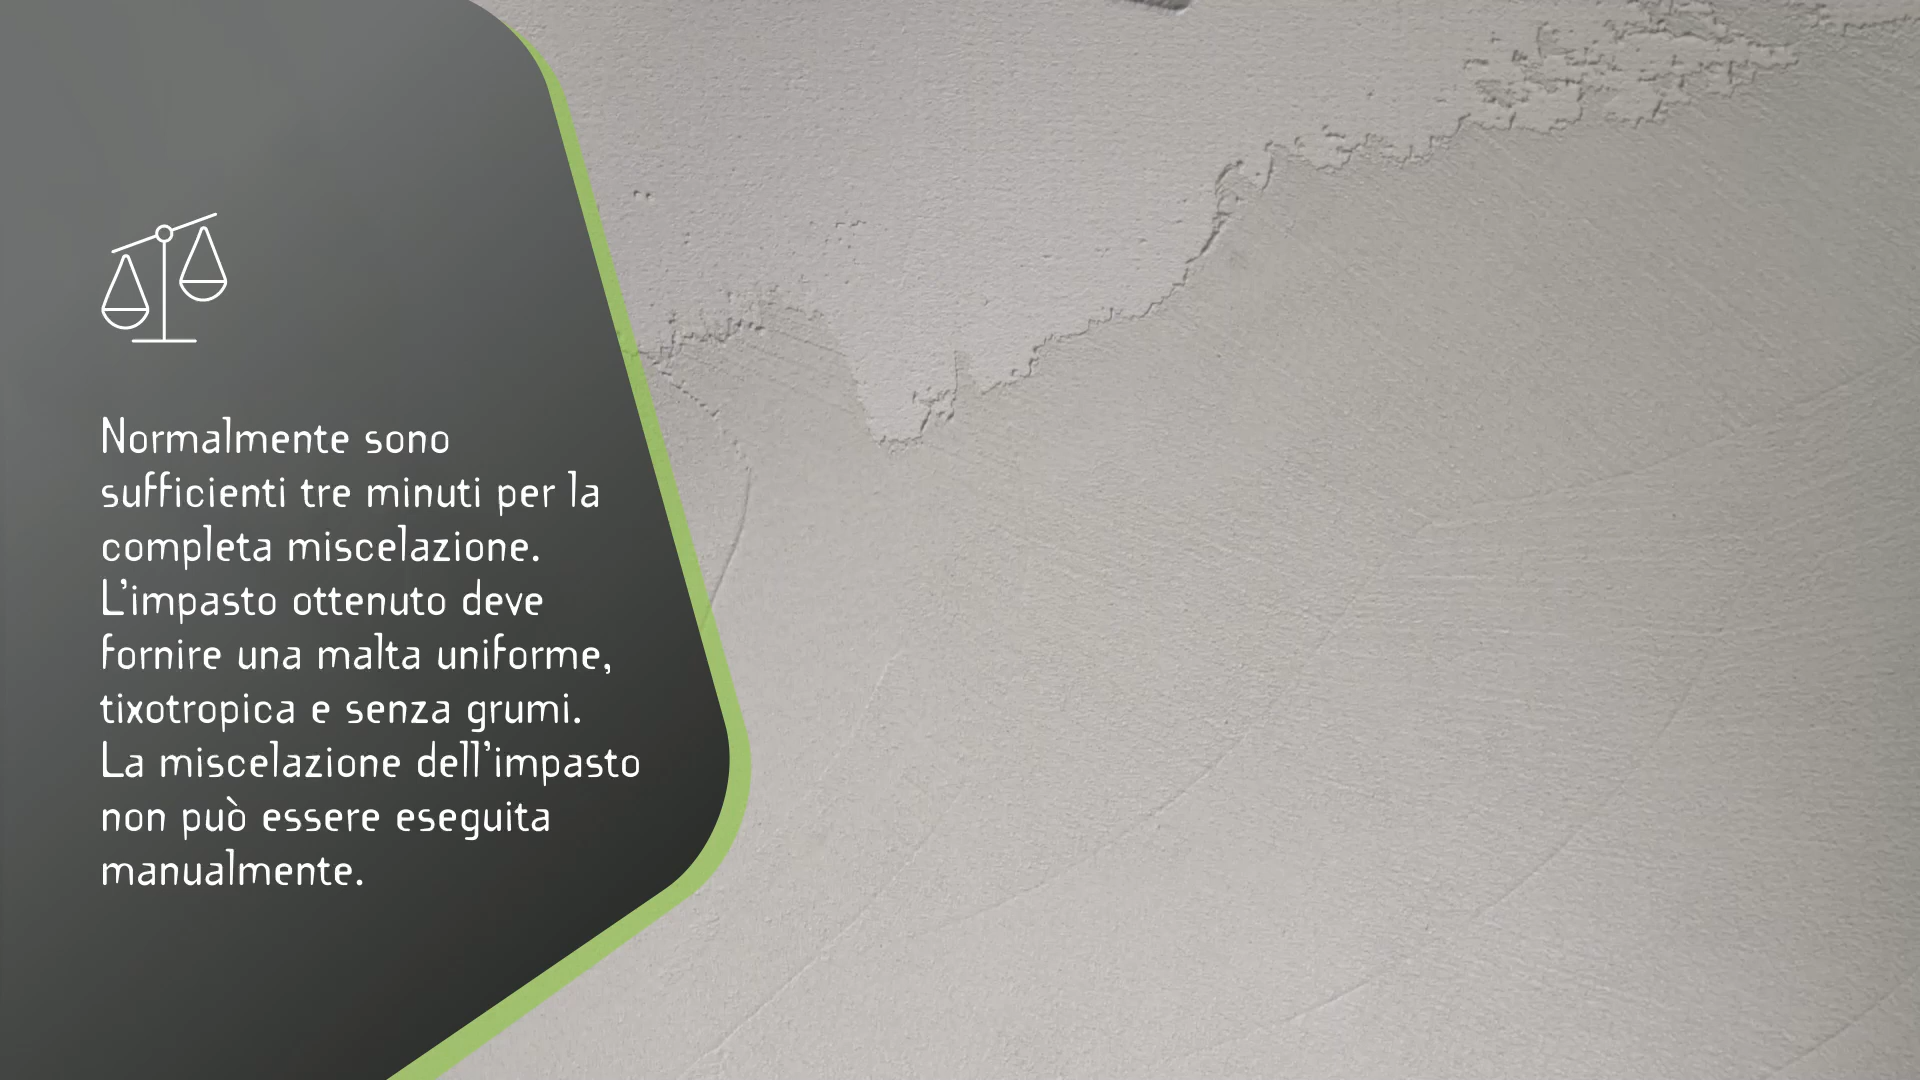 Normalmente sono
sufficienti tre minuti per la
completa miscelazione.
L’impasto ottenuto deve
fornire una malta uniforme,
tixotropica e senza grumi.
La miscelazione dell’impasto
non può essere eseguita
manualmente.